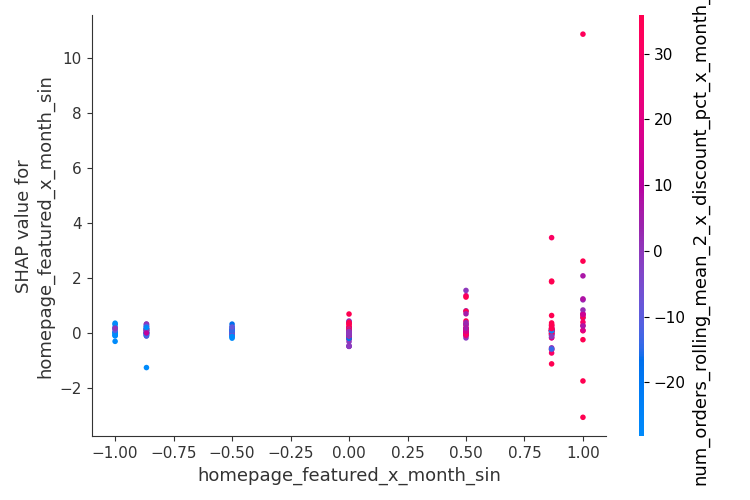 SHAP value for
homepage_featured_x_month_sin
10
8
6
4
2
0
−2
−1.00 −0.75 −0.50 −0.25 0.00 0.25 0.50 0.75 1.00
homepage_featured_x_month_sin
30
20
10
0
−10
−20
num_orders_rolling_mean_2_x_discount_pct_x_month_